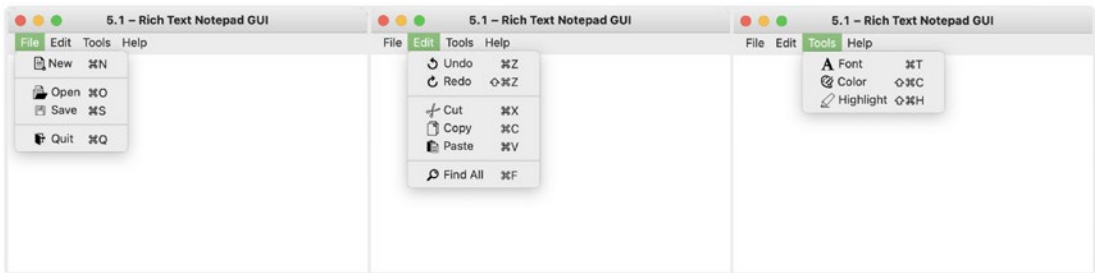 5.1 – Rich Text Notepad GUI
File Edit Tools Help
New ⌘N
Open ⌘O
Save ⌘S
Quit ⌘Q
5.1 – Rich Text Notepad GUI
File Edit Tools Help
Undo ⌘Z
Redo ⇧⌘Z
Cut ⌘X
Copy ⌘C
Paste ⌘V
Find All ⌘F
5.1 – Rich Text Notepad GUI
File Edit Tools Help
Font ⌘T
Color ⇧⌘C
Highlight ⇧⌘H